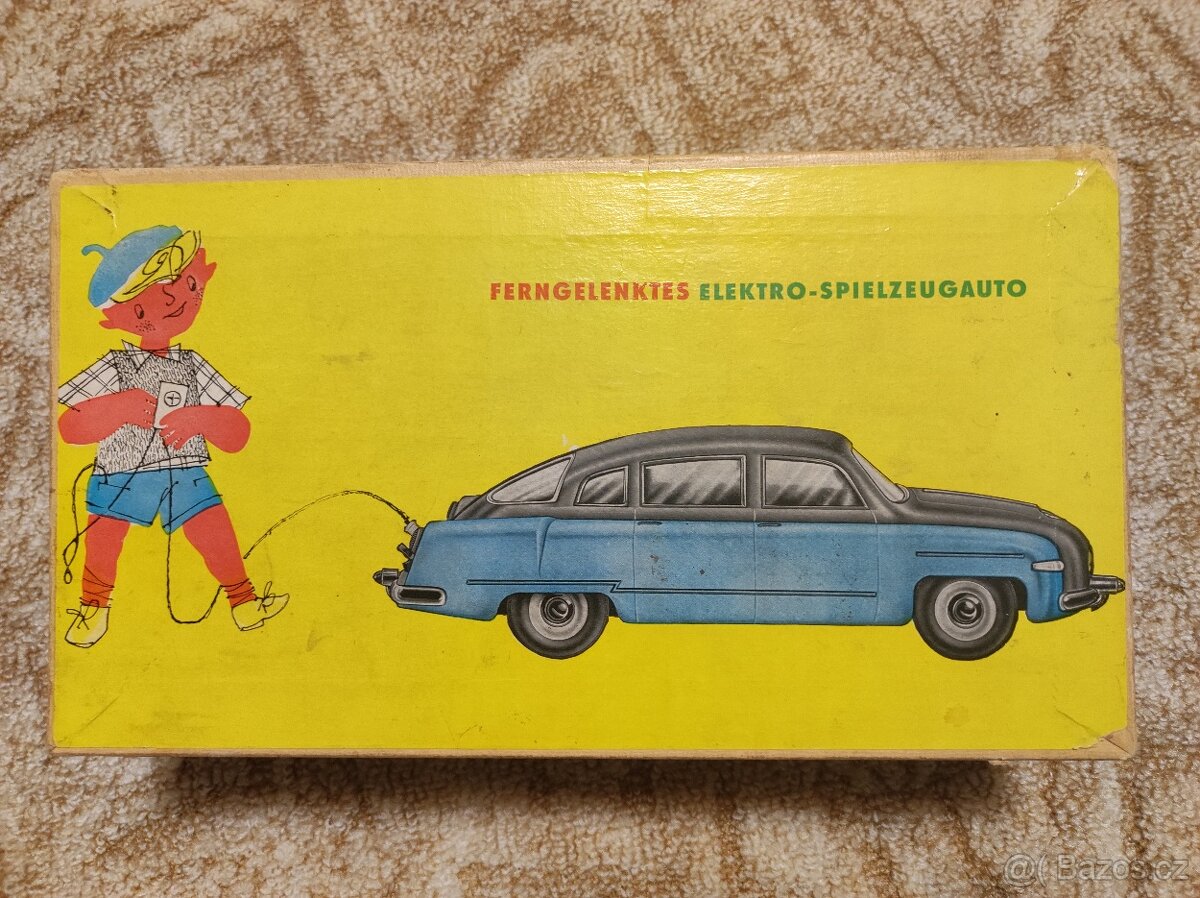 FERNGELENKTES ELEKTRO-SPIELZEUGAUTO
@( Bazos.cz